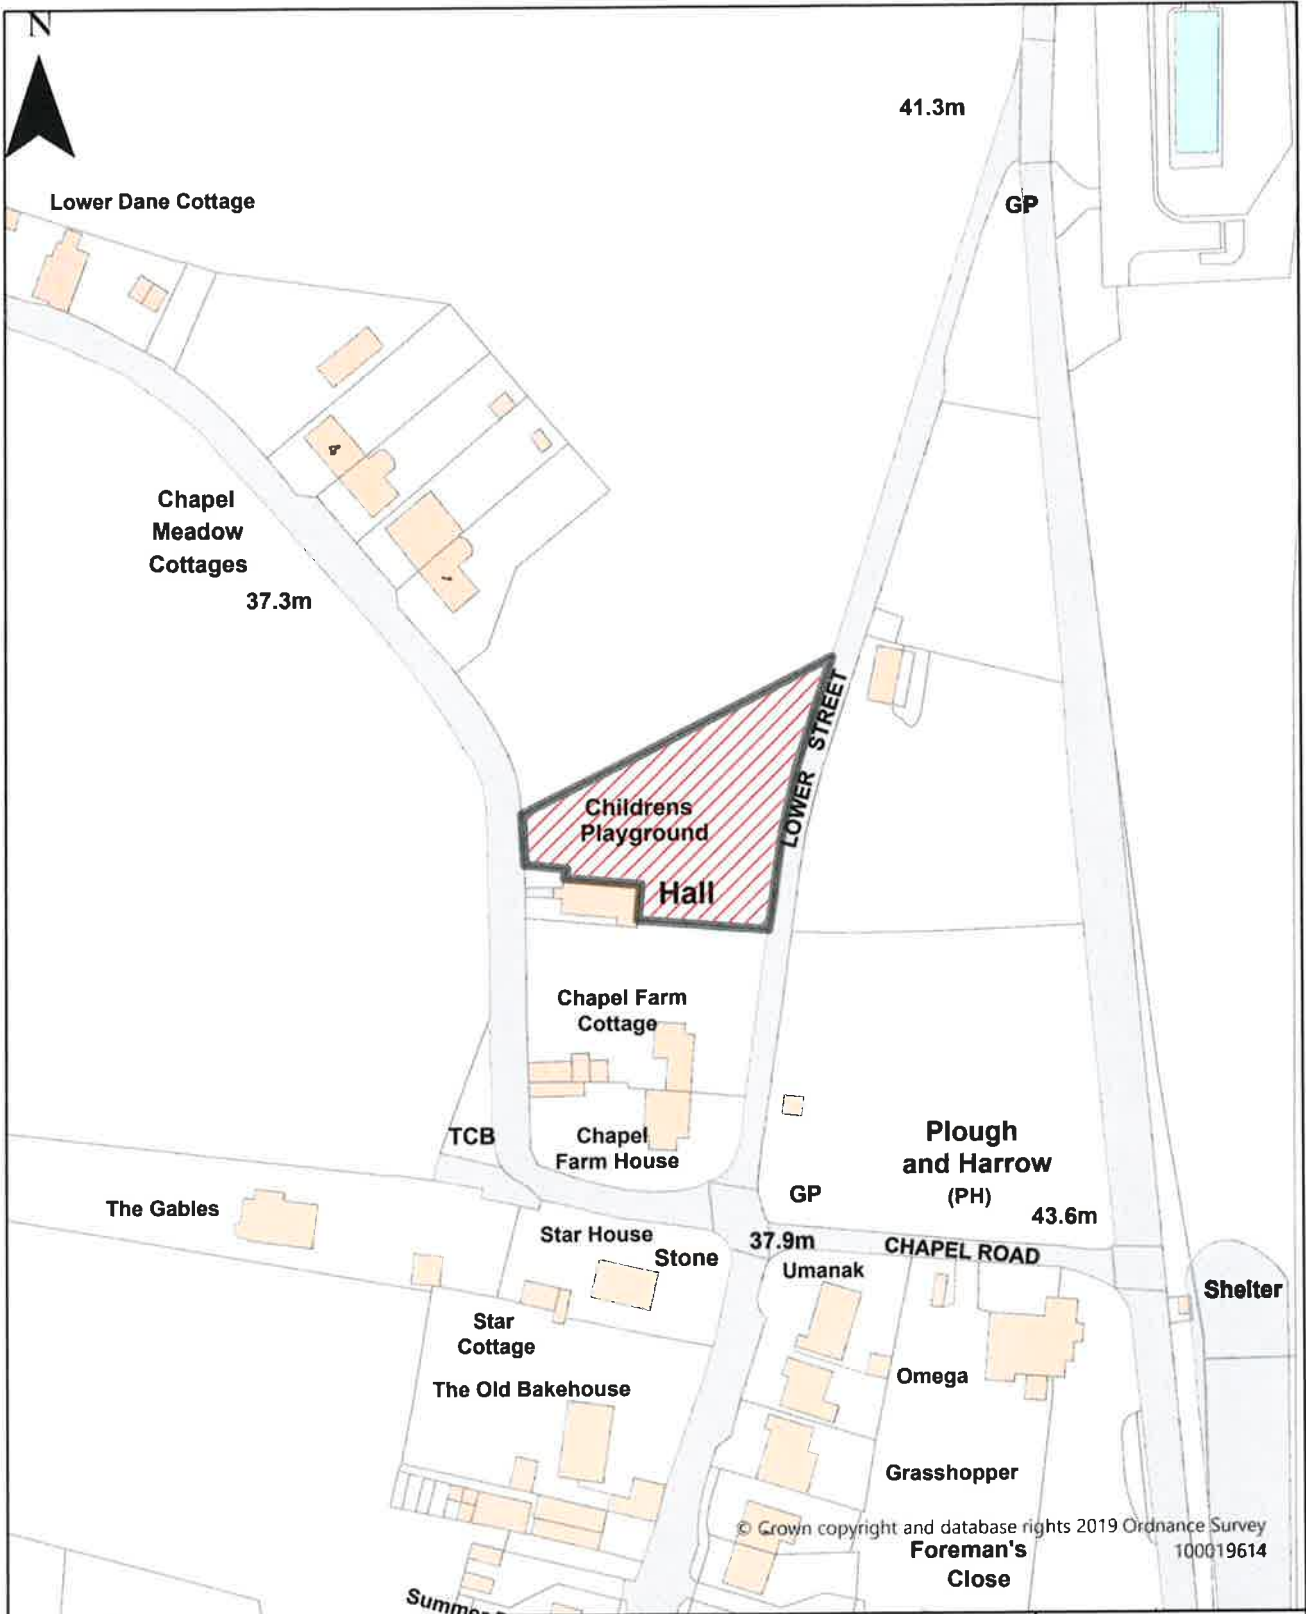 N
41.3m
GP
Lower Dane Cottage
4
Chapel
Meadow
Cottages
1
37.3m
LOWER STREET
Childrens
Playground
Hall
Chapel Farm
Cottage
TCB
Chapel
Farm House
Plough
and Harrow
(PH)
GP
43.6m
The Gables
Star House
Stone
37.9m
CHAPEL ROAD
Umanak
Shelter
Star
Cottage
Omega
The Old Bakehouse
Grasshopper
© Crown copyright and database rights 2019 Ordnance Survey
100019614
Foreman's
Close